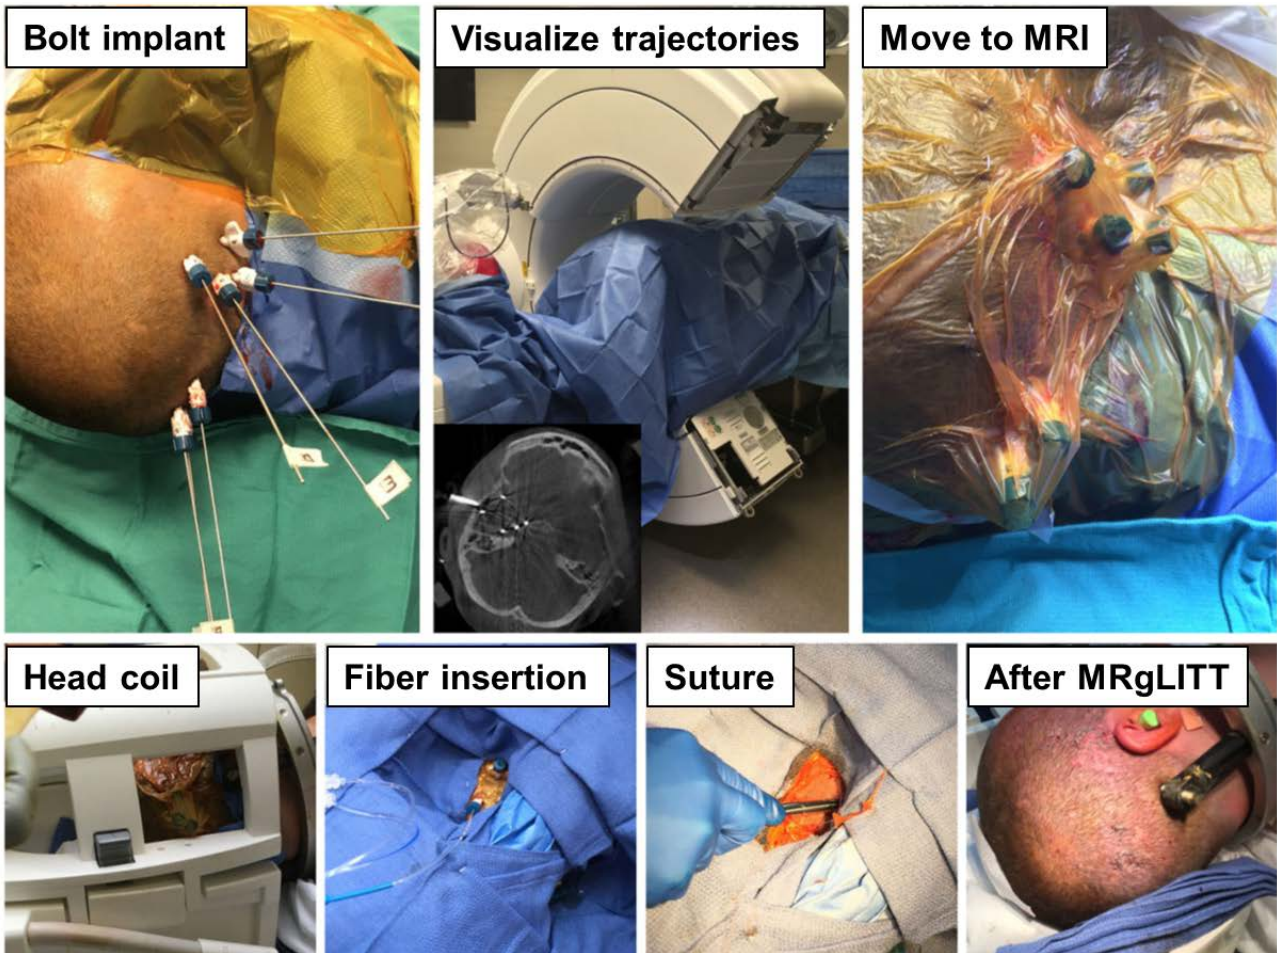 Bolt implant
Visualize trajectories
Move to MRI
E
Head coil
Fiber insertion
Suture
After MRgLITT